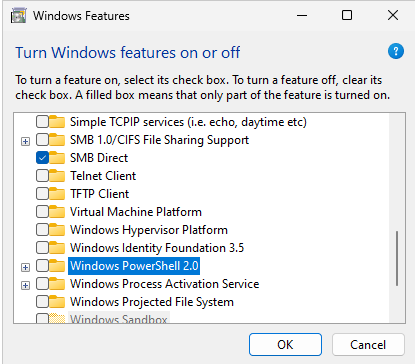 Windows Features
Turn Windows features on or off
To turn a feature on, select its check box. To turn a feature off, clear its
check box. A filled box means that only part of the feature is turned on.
Simple TCPIP services (i.e. echo, daytime etc)
SMB 1.0/CIFS File Sharing Support
SMB Direct
Telnet Client
TFTP Client
Virtual Machine Platform
Windows Hypervisor Platform
Windows Identity Foundation 3.5
Windows PowerShell 2.0
Windows Process Activation Service
Windows Projected File System
Windows Sandbox
OK
Cancel